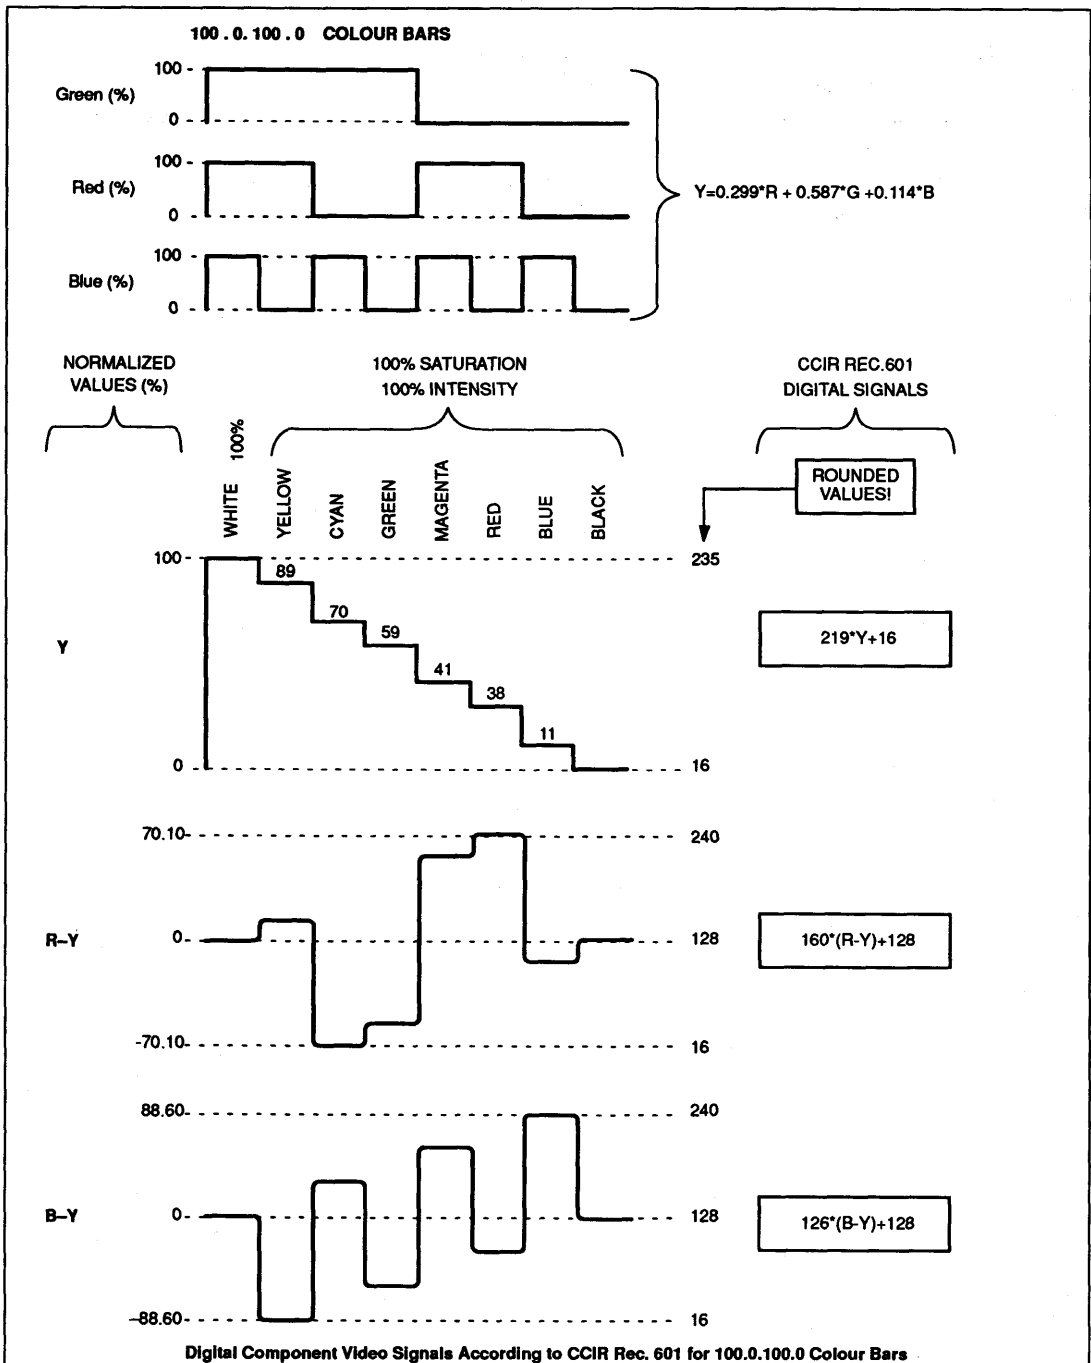 100 . 0 . 100 . 0 COLOUR BARS
100
Green (%)
0
100
Red (%)
0
Y=0.299*R + 0.587*G +0.114*B
100
Blue (%)
0
NORMALIZED
VALUES (%)
100% SATURATION
100% INTENSITY
CCIR REC.601
DIGITAL SIGNALS
WHITE 100%
YELLOW
CYAN
GREEN
MAGENTA
RED
BLUE
BLACK
ROUNDED
VALUES!
100
89
70
59
41
38
11
235
Y
219*Y+16
0
16
70.10
240
R–Y
0
128
160*(R-Y)+128
-70.10
16
88.60
240
B–Y
0
128
126*(B-Y)+128
–88.60
16
Digital Component Video Signals According to CCIR Rec. 601 for 100.0.100.0 Colour Bars